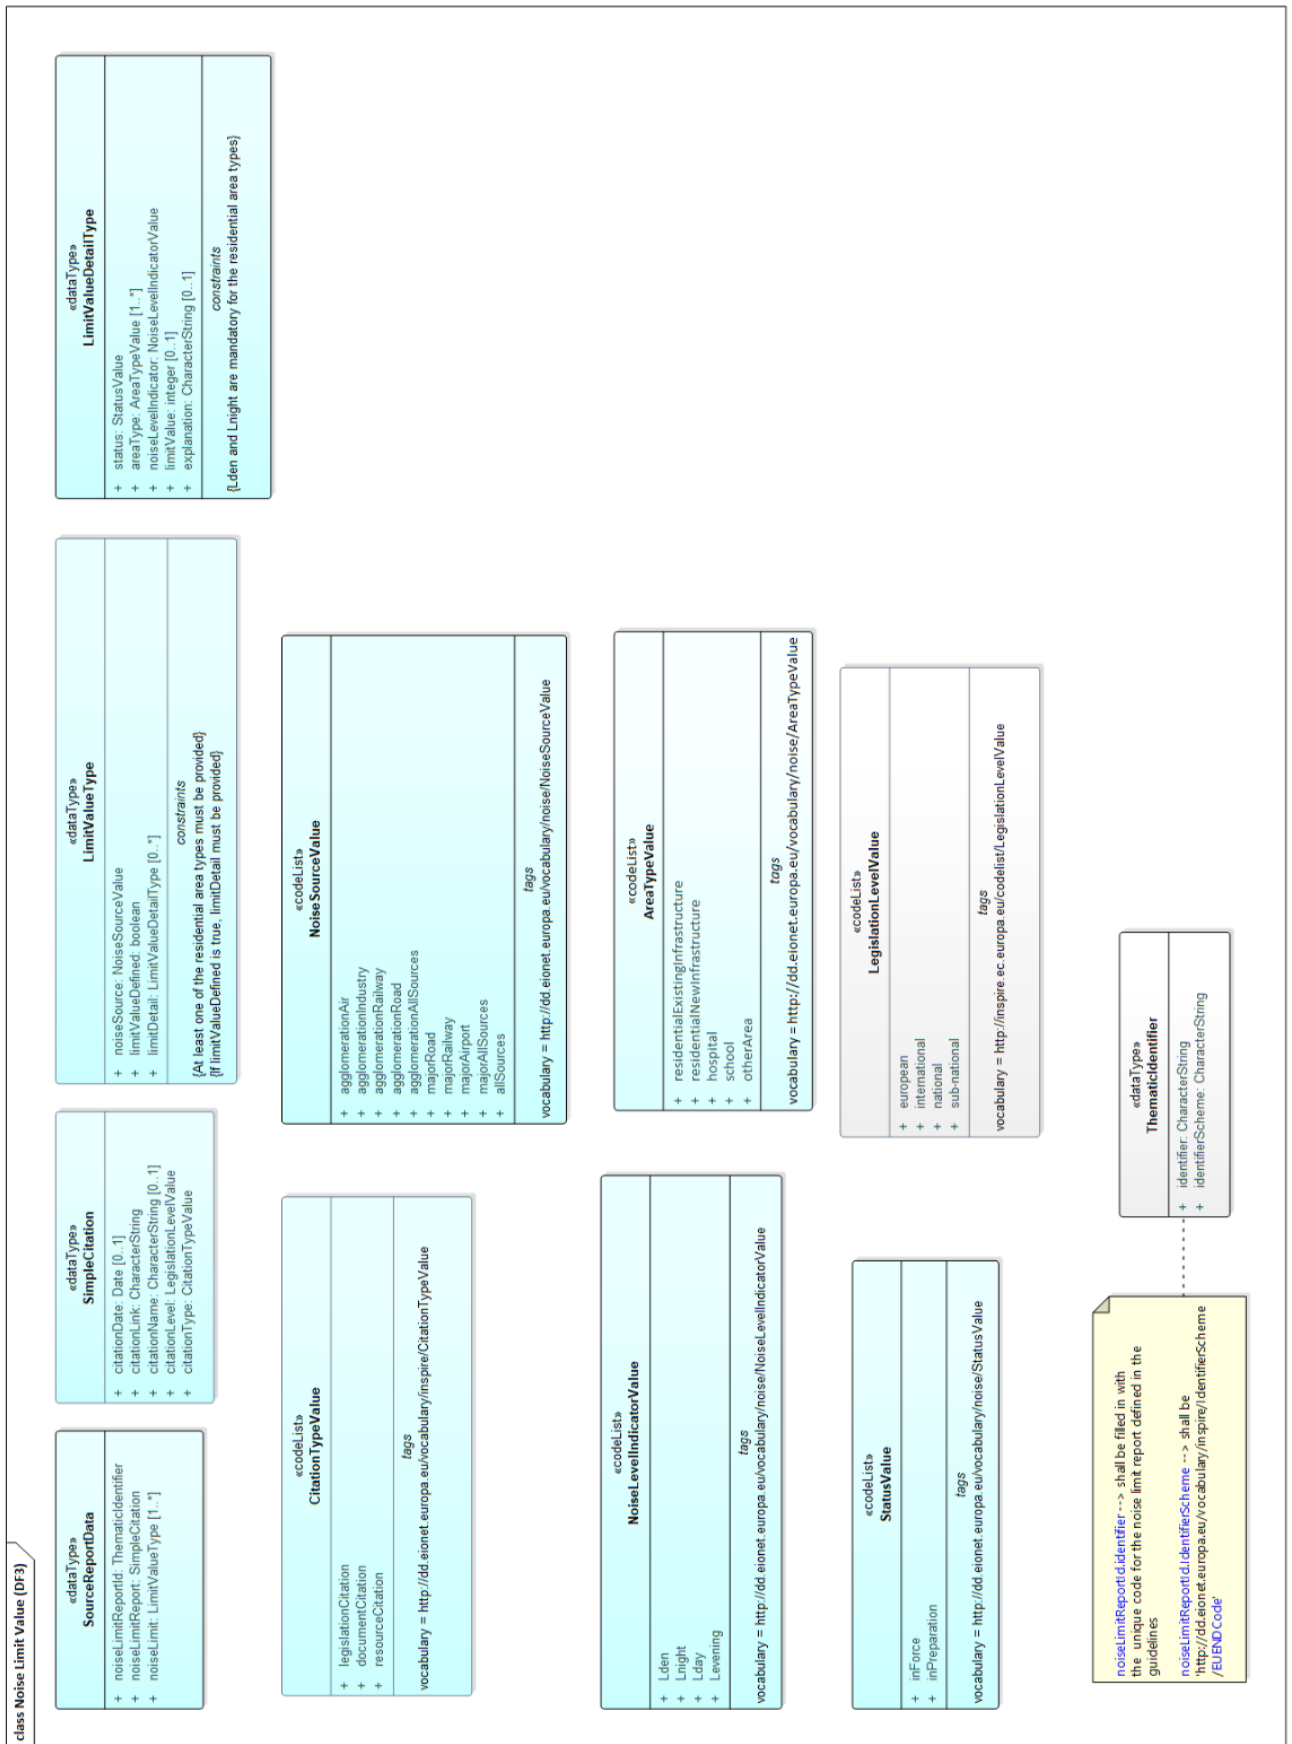 class Noise Limit Value (DF3)
«dataType»
SourceReportData
+ noiseLimitReportId: ThematicIdentifier
+ noiseLimitReport: SimpleCitation
+ noiseLimit: LimitValueType [1..*]
«dataType»
SimpleCitation
+ citationDate: Date [0..1]
+ citationLink: CharacterString
+ citationName: CharacterString [0..1]
+ citationLevel: LegislationLevelValue
+ citationType: CitationTypeValue
«dataType»
LimitValueType
+ noiseSource: NoiseSourceValue
+ limitValueDefined: boolean
+ limitDetail: LimitValueDetailType [0..*]
constraints
{At least one of the residential area types must be provided}
{If limitValueDefined is true, limitDetail must be provided}
«dataType»
LimitValueDetailType
+ status: StatusValue
+ areaType: AreaTypeValue [1..*]
+ noiseLevelIndicator: NoiseLevelIndicatorValue
+ limitValue: integer [0..1]
+ explanation: CharacterString [0..1]
constraints
{Lden and Lnight are mandatory for the residential area types}
«codeList»
CitationTypeValue
+ legislationCitation
+ documentCitation
+ resourceCitation
tags
vocabulary = http://dd.eionet.europa.eu/vocabulary/inspire/CitationTypeValue
«codeList»
NoiseSourceValue
+ agglomerationAir
+ agglomerationIndustry
+ agglomerationRailway
+ agglomerationRoad
+ agglomerationAllSources
+ majorRoad
+ majorRailway
+ majorAirport
+ majorAllSources
+ allSources
tags
vocabulary = http://dd.eionet.europa.eu/vocabulary/noise/NoiseSourceValue
«codeList»
NoiseLevelIndicatorValue
+ Lden
+ Lnight
+ Lday
+ Levening
tags
vocabulary = http://dd.eionet.europa.eu/vocabulary/noise/NoiseLevelIndicatorValue
«codeList»
AreaTypeValue
+ residentialExistingInfrastructure
+ residentialNewInfrastructure
+ hospital
+ school
+ otherArea
tags
vocabulary = http://dd.eionet.europa.eu/vocabulary/noise/AreaTypeValue
«codeList»
StatusValue
+ inForce
+ inPreparation
tags
vocabulary = http://dd.eionet.europa.eu/vocabulary/noise/StatusValue
«codeList»
LegislationLevelValue
+ european
+ international
+ national
+ sub-national
tags
vocabulary = http://inspire.ec.europa.eu/codelist/LegislationLevelValue
noiseLimitReportId.identifier --> shall be filled in with
the unique code for the noise limit report defined in the
guidelines
noiseLimitReportId.IdentifierScheme --> shall be
'http://dd.eionet.europa.eu/vocabulary/inspire/IdentifierScheme
/EUENDCode'
«dataType»
ThematicIdentifier
+ identifier: CharacterString
+ identifierScheme: CharacterString